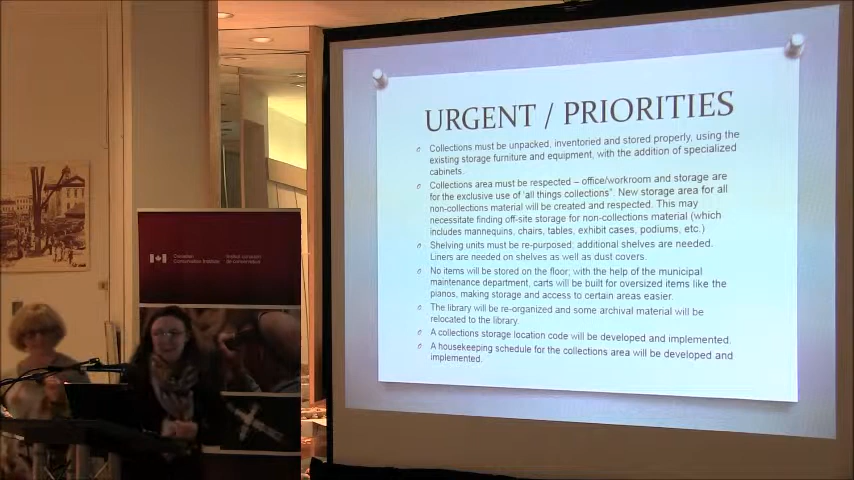 URGENT / PRIORITIES
Collections must be unpacked, inventoried and stored properly, using the
existing storage furniture and equipment, with the addition of specialized
cabinets.
Collections area must be respected – office/workroom and storage are
for the exclusive use of 'all things collections". New storage area for all
non-collections material will be created and respected. This may
necessitate finding off-site storage for non-collections material (which
includes mannequins, chairs, tables, exhibit cases, podiums, etc.)
Shelving units must be re-purposed, additional shelves are needed.
Liners are needed on shelves as well as dust covers.
No items will be stored on the floor; with the help of the municipal
maintenance department, carts will be built for oversized items like the
pianos, making storage and access to certain areas easier.
The library will be re-organized and some archival material will be
relocated to the library.
A collections storage location code will be developed and implemented.
A housekeeping schedule for the collections area will be developed and
implemented.
Canadian Institut canadien
Conservation Institute de conservation